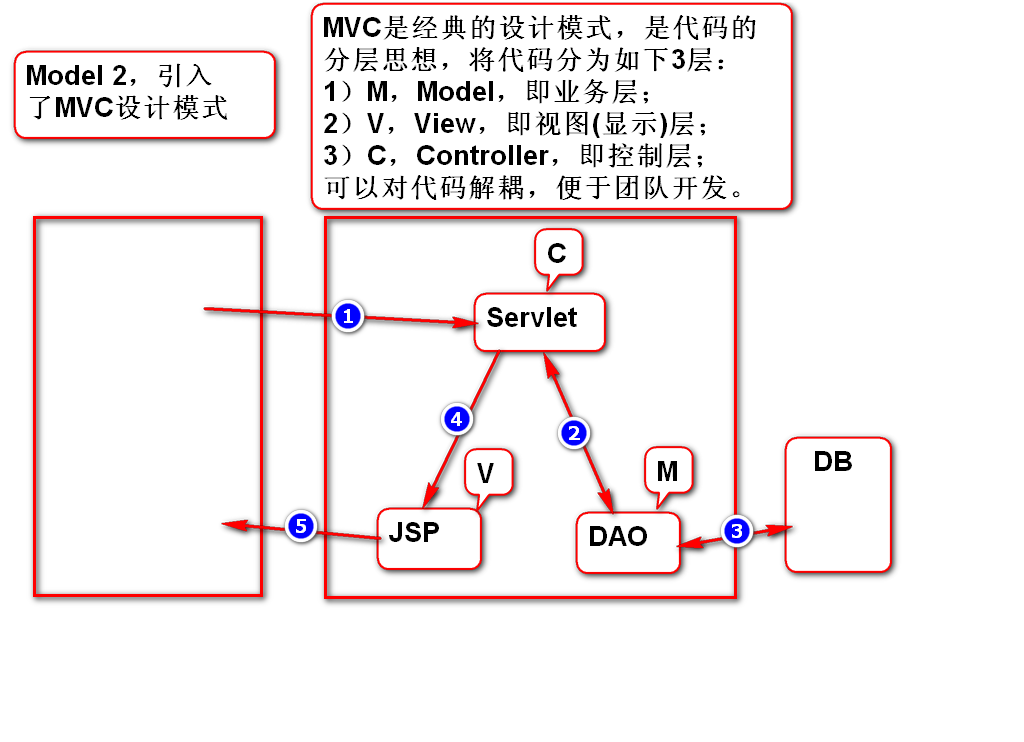 Model 2，引入
了MVC设计模式
MVC是经典的设计模式，是代码的
分层思想，将代码分为如下3层：
1）M，Model，即业务层；
2）V，View，即视图(显示)层；
3）C，Controller，即控制层；
可以对代码解耦，便于团队开发。
C
Servlet
1
4
2
V
M
DB
JSP
DAO
5
3